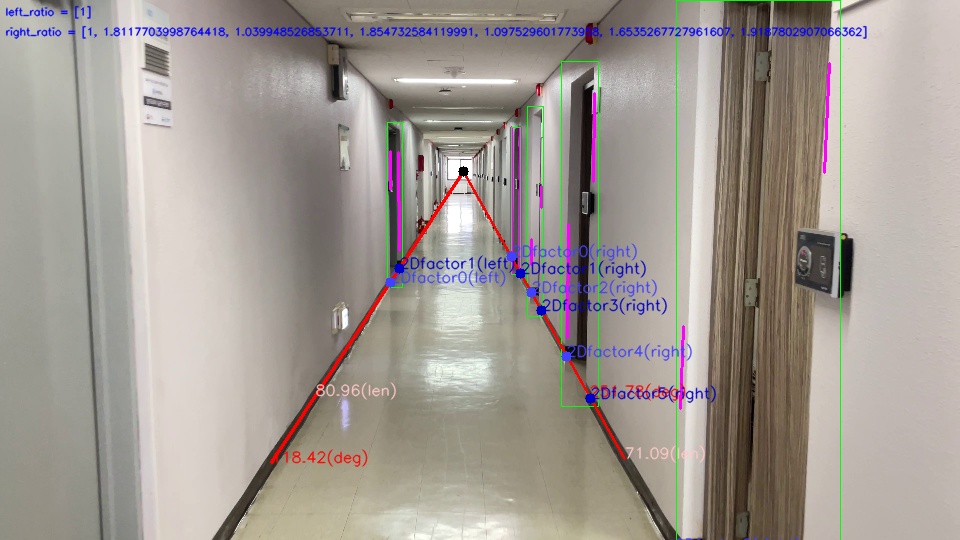 left_ratio = [1]
right_ratio = [1, 1.8117703998764418, 1.039948526853711, 1.854732584119991, 1.0975296017739 8, 1.6535267727961607, 1.9187802907066362]
2Dfactor0(right)
2Dfactor1(left)
2Dfactor1(right)
2Dfactor0(left)
2Dfactor2(right)
2Dfactor3(right)
2Dfactor4(right)
80.96(len)
2Dfactor5(right)
18.42(deg)
71.09(len)